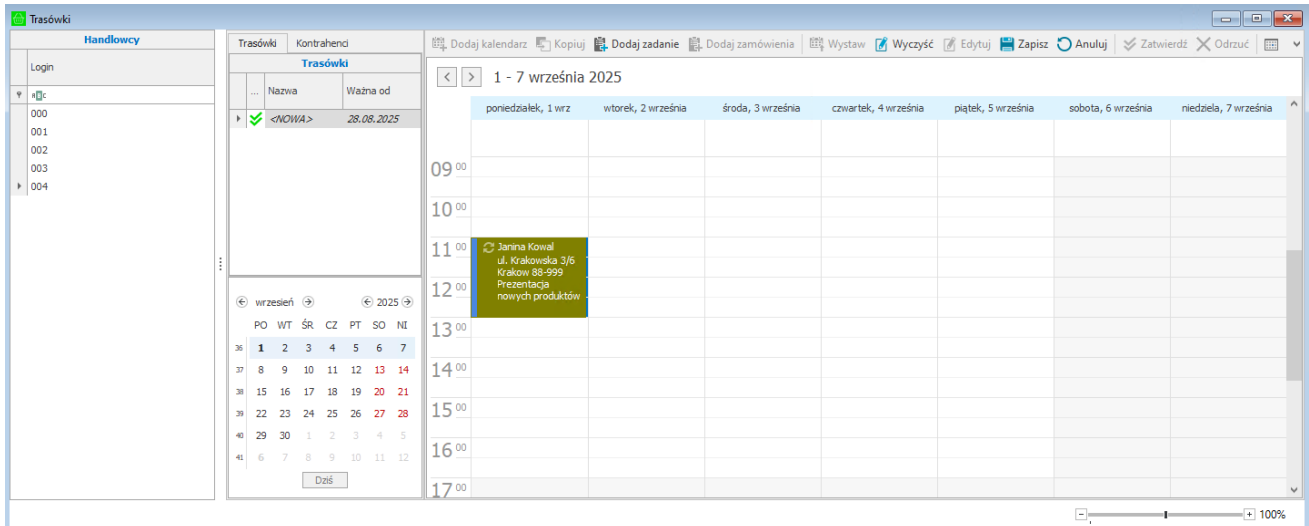 Trasówki
Handlowcy
Login
aBc
000
001
002
003
004
Trasówki Kontrahenci
Trasówki
... Nazwa Ważna od
<NOWA> 28.08.2025
wrzesień 2025
PO WT ŚR CZ PT SO NI
36 1 2 3 4 5 6 7
37 8 9 10 11 12 13 14
38 15 16 17 18 19 20 21
39 22 23 24 25 26 27 28
40 29 30 1 2 3 4 5
41 6 7 8 9 10 11 12
Dziś
Dodaj kalendarz Kopiuj Dodaj zadanie Dodaj zamówienia Wystaw Wyczyść Edytuj Zapisz Anuluj Zatwierdź Odrzuć
1 - 7 września 2025
poniedziałek, 1 wrz wtorek, 2 września środa, 3 września czwartek, 4 września piątek, 5 września sobota, 6 września niedziela, 7 września
09 00
10 00
11 00
Janina Kowal
ul. Krakowska 3/6
Krakow 88-999
Prezentacja
nowych produktów
12 00
13 00
14 00
15 00
16 00
17 00
100%